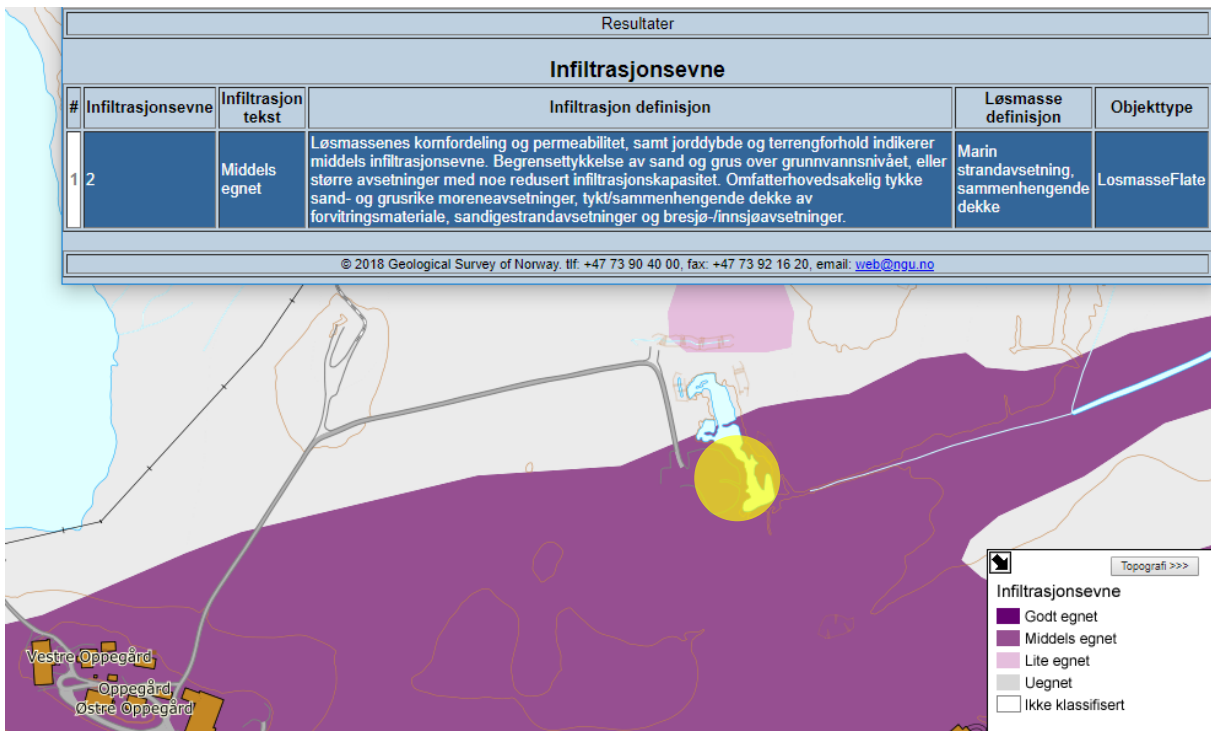 Resultater
Infiltrasjonsevne
# Infiltrasjonsevne Infiltrasjon tekst Infiltrasjon definisjon Løsmasse definisjon Objekttype
1 2 Middels egnet
Løsmassenes kornfordeling og permeabilitet, samt jorddybde og terrengforhold indikerer
middels infiltrasjonsevne. Begrensettykkelse av sand og grus over grunnvannsnivået, eller
større avsetninger med noe redusert infiltrasjonskapasitet. Omfatterhovedsakelig tykke
sand- og grusrike moreneavsetninger, tykt/sammenhengende dekke av
forvitringsmateriale, sandigestrandavsetninger og bresjø-/innsjøavsetninger.
Marin
strandavsetning,
sammenhengende
dekke
LosmasseFlate
© 2018 Geological Survey of Norway. tlf: +47 73 90 40 00, fax: +47 73 92 16 20, email: web@ngu.no
Topografi >>>
Infiltrasjonsevne
Godt egnet
Middels egnet
Lite egnet
Uegnet
Ikke klassifisert
Vestre Oppegård
Oppegård
Østre Oppegård